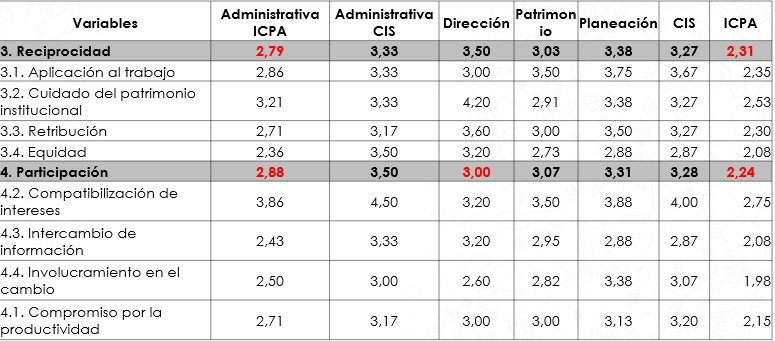 Variables Administrativa ICPA Administrativa CIS Dirección Patrimon io Planeación CIS ICPA
3. Reciprocidad 2,79 3,33 3,50 3,03 3,38 3,27 2,31
3.1. Aplicación al trabajo 2,86 3,33 3,00 3,50 3,75 3,67 2,35
3.2. Cuidado del patrimonio institucional 3,21 3,33 4,20 2,91 3,38 3,27 2,53
3.3. Retribución 2,71 3,17 3,60 3,00 3,50 3,27 2,30
3.4. Equidad 2,36 3,50 3,20 2,73 2,88 2,87 2,08
4. Participación 2,88 3,50 3,00 3,07 3,31 3,28 2,24
4.2. Compatibilización de intereses 3,86 4,50 3,20 3,50 3,88 4,00 2,75
4.3. Intercambio de información 2,43 3,33 3,20 2,95 2,88 2,87 2,08
4.4. Involucramiento en el cambio 2,50 3,00 2,60 2,82 3,38 3,07 1,98
4.1. Compromiso por la productividad 2,71 3,17 3,00 3,00 3,13 3,20 2,15